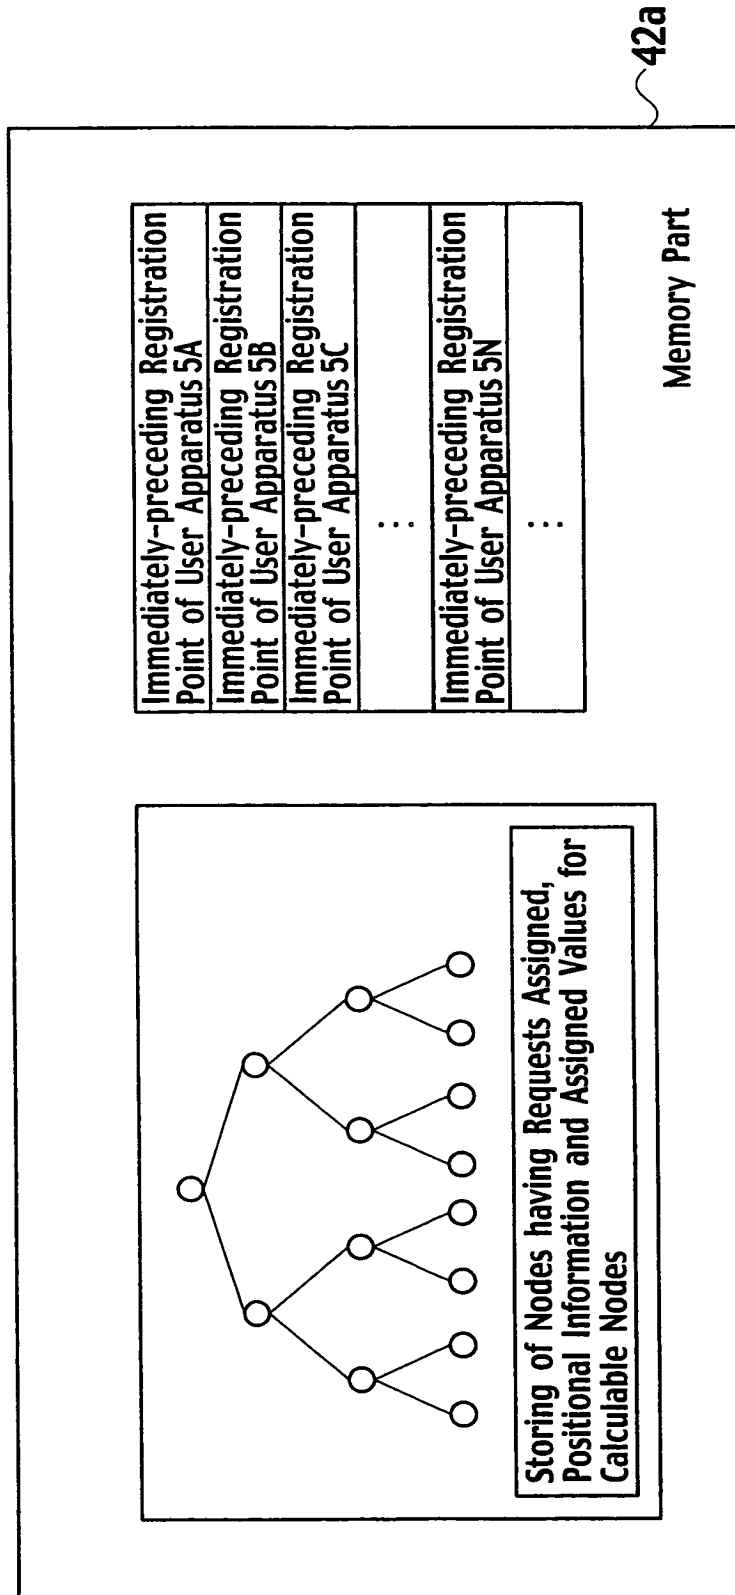 Storing of Nodes having Requests Assigned,
Positional Information and Assigned Values for
Calculable Nodes
Immediately-preceding Registration
Point of User Apparatus 5A
Immediately-preceding Registration
Point of User Apparatus 5B
Immediately-preceding Registration
Point of User Apparatus 5C
⋮
Immediately-preceding Registration
Point of User Apparatus 5N
⋮
Memory Part
42a